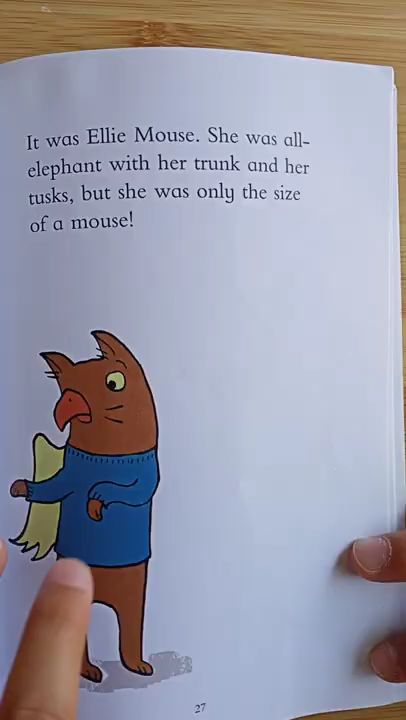 It was Ellie Mouse. She was all-
elephant with her trunk and her
tusks, but she was only the size
of a mouse!
27